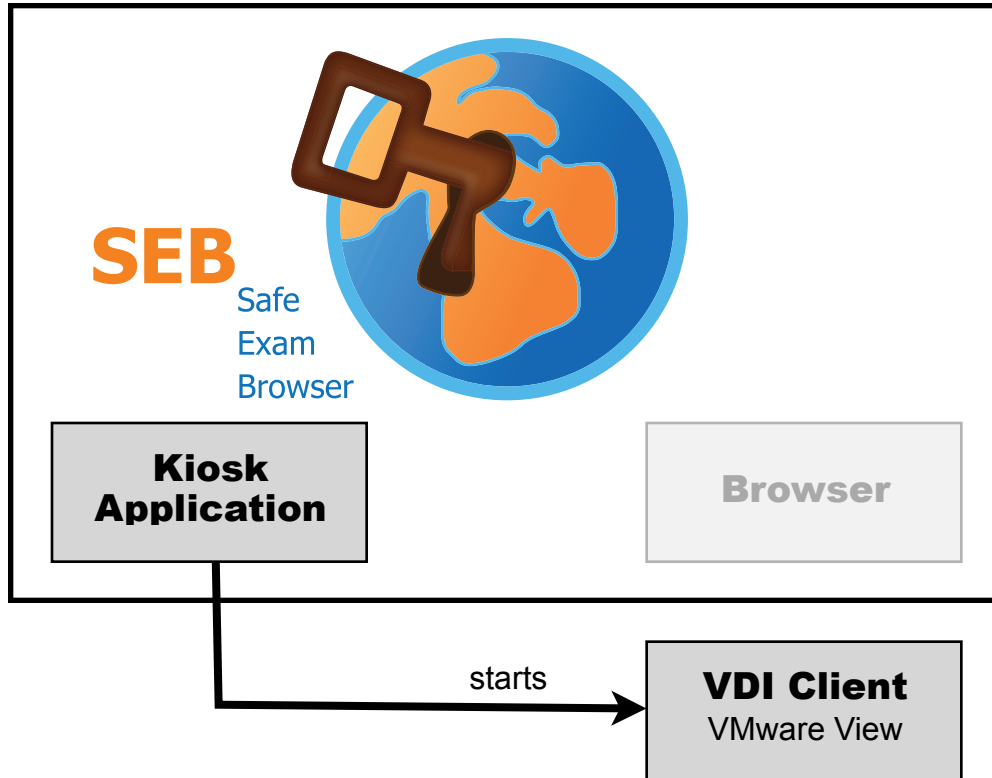 SEB
Safe
Exam
Browser
Kiosk
Application
Browser
starts
VDI Client
VMware View